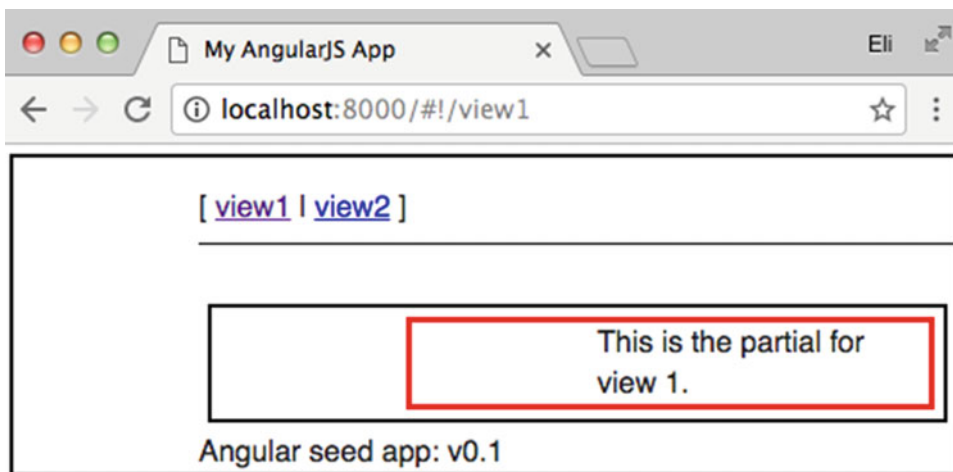 My AngularJS App
Eli
localhost:8000/#!/view1
[ view1 | view2 ]
This is the partial for
view 1.
Angular seed app: v0.1